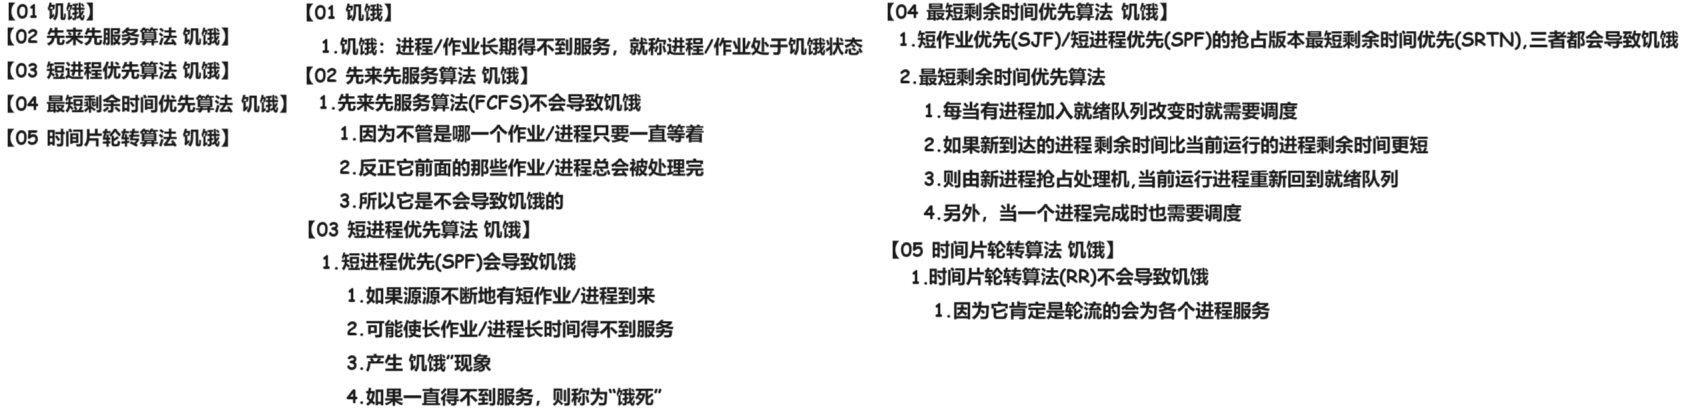 【01 饥饿】
【02 先来先服务算法 饥饿】
【03 短进程优先算法 饥饿】
【04 最短剩余时间优先算法 饥饿】
【05 时间片轮转算法 饥饿】
【01 饥饿】
1.饥饿：进程/作业长期得不到服务，就称进程/作业处于饥饿状态
【02 先来先服务算法 饥饿】
1.先来先服务算法(FCFS)不会导致饥饿
1.因为不管是哪一个作业/进程只要一直等着
2.反正它前面的那些作业/进程总会被处理完
3.所以它是不会导致饥饿的
【03 短进程优先算法 饥饿】
1.短进程优先(SPF)会导致饥饿
1.如果源源不断地有短作业/进程到来
2.可能使长作业/进程长时间得不到服务
3.产生 饥饿”现象
4.如果一直得不到服务，则称为“饿死”
【04 最短剩余时间优先算法 饥饿】
1.短作业优先(SJF)/短进程优先(SPF)的抢占版本最短剩余时间优先(SRTN),三者都会导致饥饿
2.最短剩余时间优先算法
1.每当有进程加入就绪队列改变时就需要调度
2.如果新到达的进程剩余时间比当前运行的进程剩余时间更短
3.则由新进程抢占处理机,当前运行进程重新回到就绪队列
4.另外，当一个进程完成时也需要调度
【05 时间片轮转算法 饥饿】
1.时间片轮转算法(RR)不会导致饥饿
1.因为它肯定是轮流的会为各个进程服务